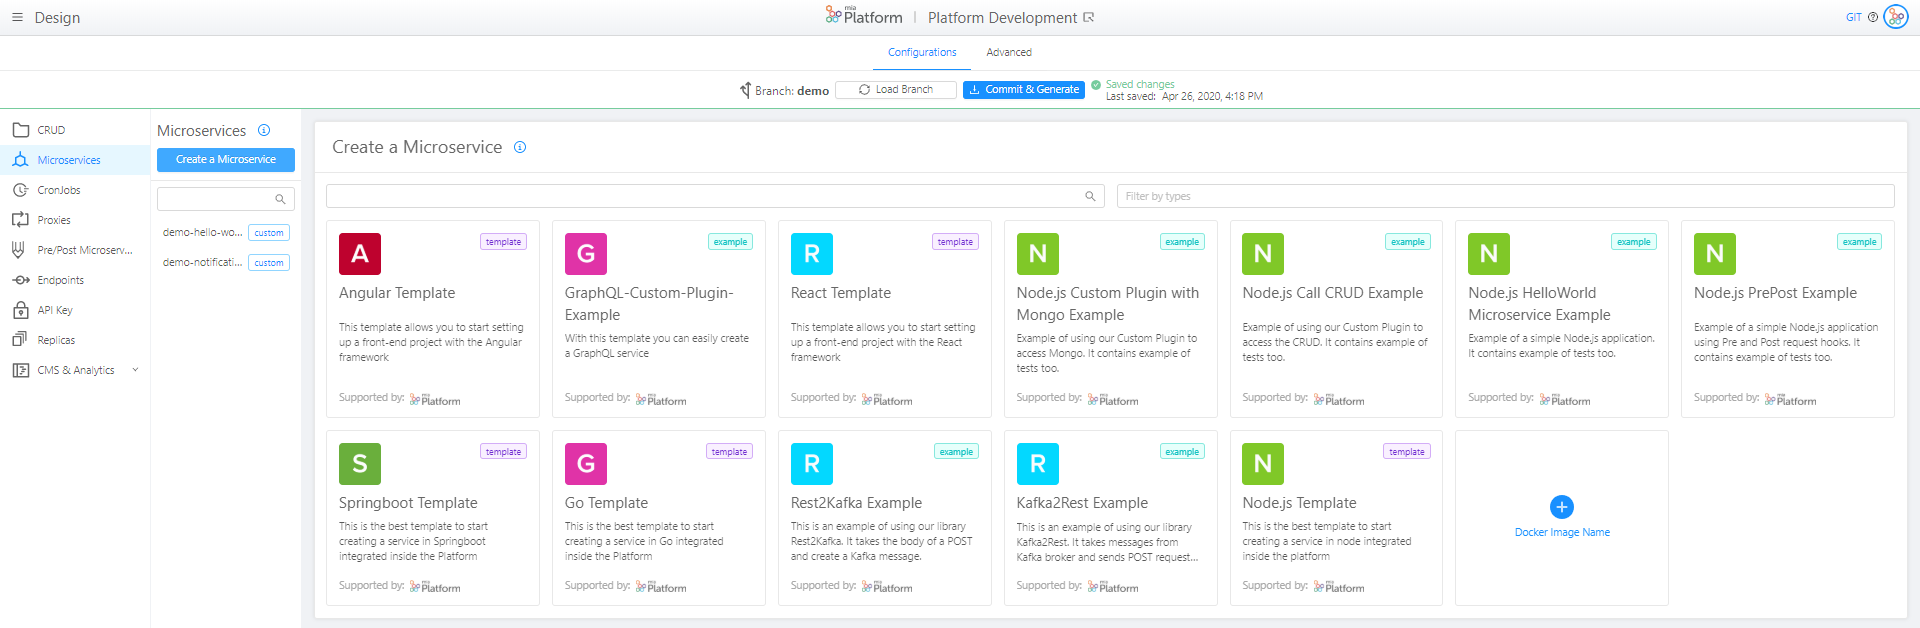 Design
mia
Platform
Platform Development
GIT
Configurations
Advanced
Branch: demo
Load Branch
Commit & Generate
Saved changes
Last saved: Apr 26, 2020, 4:18 PM
CRUD
Microservices
CronJobs
Proxies
Pre/Post Microserv...
Endpoints
API Key
Replicas
CMS & Analytics
Microservices
Create a Microservice
demo-hello-wo...
custom
demo-notificati...
custom
Create a Microservice
Filter by types
A
template
Angular Template
This template allows you to start setting
up a front-end project with the Angular
framework
Supported by:
mia
Platform
G
example
GraphQL-Custom-Plugin-
Example
With this template you can easily create
a GraphQL service
Supported by:
mia
Platform
R
template
React Template
This template allows you to start setting
up a front-end project with the React
framework
Supported by:
mia
Platform
N
example
Node.js Custom Plugin with
Mongo Example
Example of using our Custom Plugin to
access Mongo. It contains example of
tests too.
Supported by:
mia
Platform
N
example
Node.js Call CRUD Example
Example of using our Custom Plugin to
access the CRUD. It contains example of
tests too.
Supported by:
mia
Platform
N
example
Node.js HelloWorld
Microservice Example
Example of a simple Node.js application.
It contains example of tests too.
Supported by:
mia
Platform
N
example
Node.js PrePost Example
Example of a simple Node.js application
using Pre and Post request hooks. It
contains example of tests too.
Supported by:
mia
Platform
S
template
Springboot Template
This is the best template to start
creating a service in Springboot
integrated inside the Platform
Supported by:
mia
Platform
G
template
Go Template
This is the best template to start
creating a service in Go integrated
inside the Platform
Supported by:
mia
Platform
R
example
Rest2Kafka Example
This is an example of using our library
Rest2Kafka. It takes the body of a POST
and create a Kafka message.
Supported by:
mia
Platform
R
example
Kafka2Rest Example
This is an example of using our library
Kafka2Rest. It takes messages from
Kafka broker and sends POST request...
Supported by:
mia
Platform
N
template
Node.js Template
This is the best template to start
creating a service in node integrated
inside the platform
Supported by:
mia
Platform
Docker Image Name